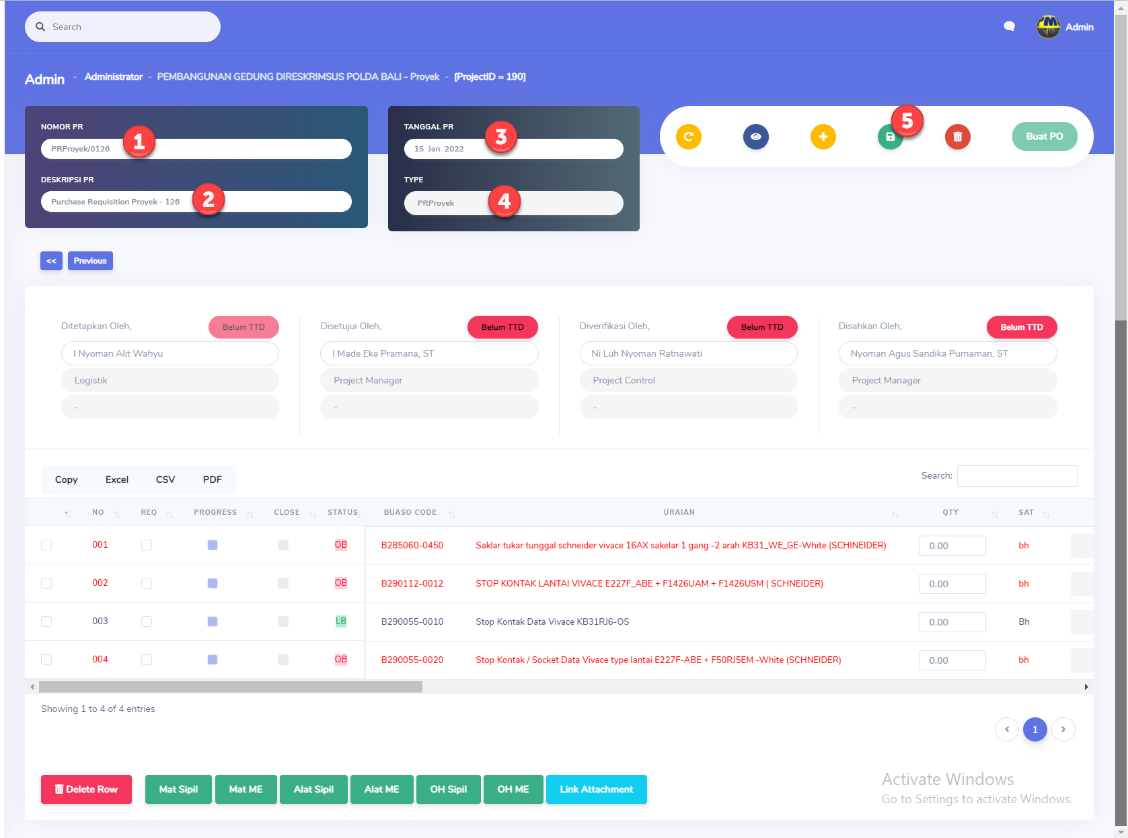 Search
Admin
Admin - Administrator - PEMBANGUNAN GEDUNG DIRESKRIMSUS POLDA BALI - Proyek - [ProjectID = 190]
NOMOR PR
PRProyek/0126
1
DESKRIPSI PR
Purchase Requisition Proyek - 126
2
TANGGAL PR
15 Jan 2022
3
TYPE
PRProyek
4
5
Buat PO
<< Previous
Ditetapkan Oleh, Belum TTD
I Nyoman Alit Wahyu
Logistik
-
Disetujui Oleh, Belum TTD
I Made Eka Pramana, ST
Project Manager
-
Diverifikasi Oleh, Belum TTD
Ni Luh Nyoman Ratnawati
Project Control
-
Disahkan Oleh, Belum TTD
Nyoman Agus Sandika Purnaman, ST
Project Manager
-
Copy Excel CSV PDF
Search:
NO REQ PROGRESS CLOSE STATUS BUASO CODE URAIAN QTY SAT
001 OB B285060-0450 Saklar tukar tunggal schneider vivace 16AX sakelar 1 gang -2 arah KB31_WE_GE-White (SCHINEIDER) 0.00 bh
002 OB B290112-0012 STOP KONTAK LANTAI VIVACE E227F_ABE + F1426UAM + F1426USM ( SCHNEIDER) 0.00 bh
003 LB B290055-0010 Stop Kontak Data Vivace KB31RJ6-OS 0.00 Bh
004 OB B290055-0020 Stop Kontak / Socket Data Vivace type lantai E227F-ABE + F50RJ5EM -White (SCHNEIDER) 0.00 bh
Showing 1 to 4 of 4 entries
1
Delete Row Mat Sipil Mat ME Alat Sipil Alat ME OH Sipil OH ME Link Attachment
Activate Windows
Go to Settings to activate Windows.